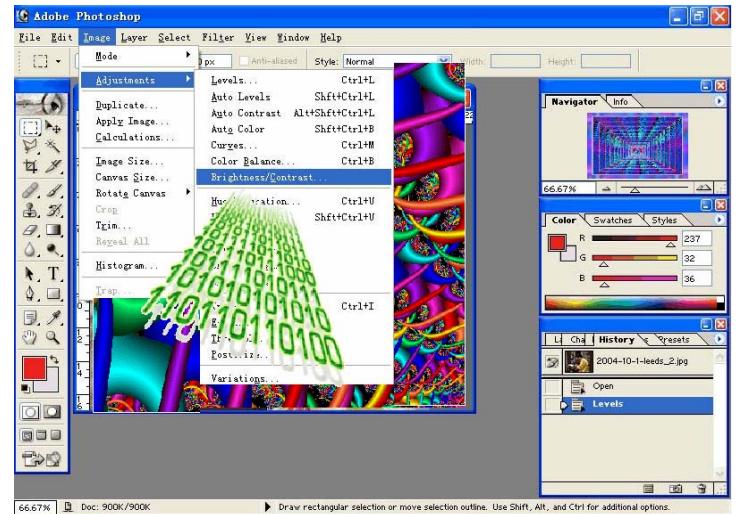 Adobe Photoshop
File Edit Image Layer Select Filter View Window Help
px Anti-aliased Style: Normal Width: Height:
Mode
Adjustments
Duplicate...
Apply Image...
Calculations...
Image Size...
Canvas Size...
Rotate Canvas
Crop
Trim...
Reveal All
Histogram...
Trap...
Levels... Ctrl+L
Auto Levels Shft+Ctrl+L
Auto Contrast Alt+Shft+Ctrl+L
Auto Color Shft+Ctrl+B
Curves... Ctrl+M
Color Balance... Ctrl+B
Brightness/Contrast...
Ctrl+U
Shft+Ctrl+U
Ctrl+I
Variations...
Navigator Info
66.67%
Color Swatches Styles
R 237
G 32
B 36
History Presets
2004-10-1-leeds_2.jpg
Open
Levels
66.67% Doc: 900K/900K Draw rectangular selection or move selection outline. Use Shift, Alt, and Ctrl for additional options.